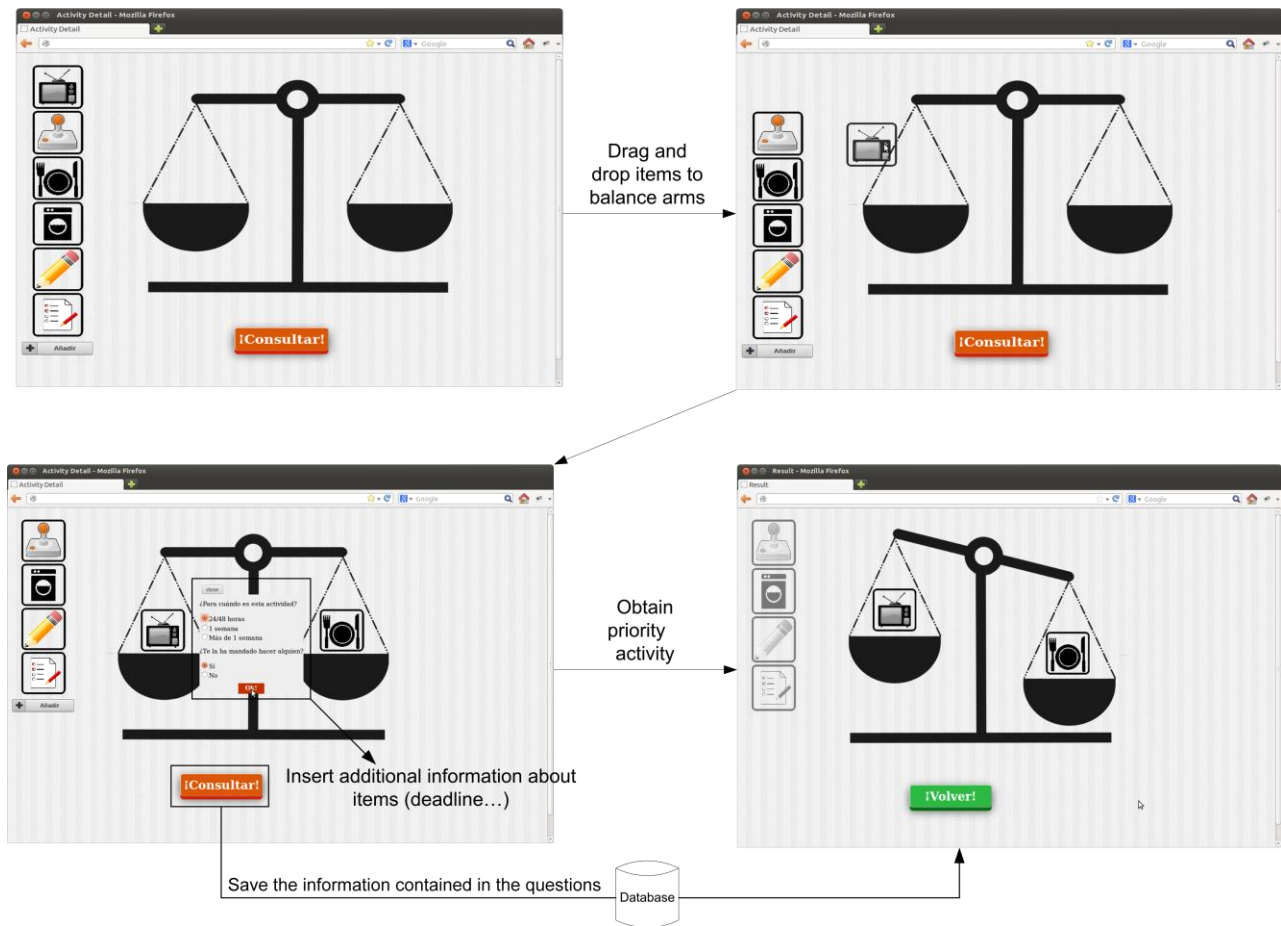 Activity Detail - Mozilla Firefox
Activity Detail
Google
Añadir
¡Consultar!
Drag and
drop items to
balance arms
Activity Detail - Mozilla Firefox
Activity Detail
Google
Añadir
¡Consultar!
Activity Detail - Mozilla Firefox
Activity Detail
Google
close
¿Para cuándo es esta actividad?
24/48 horas
1 semana
Más de 1 semana
¿Te la ha mandado hacer alguien?
Sí
No
Ok!
Añadir
¡Consultar!
Insert additional information about
items (deadline…)
Obtain
priority
activity
Result - Mozilla Firefox
Result
Google
¡Volver!
Save the information contained in the questions
Database